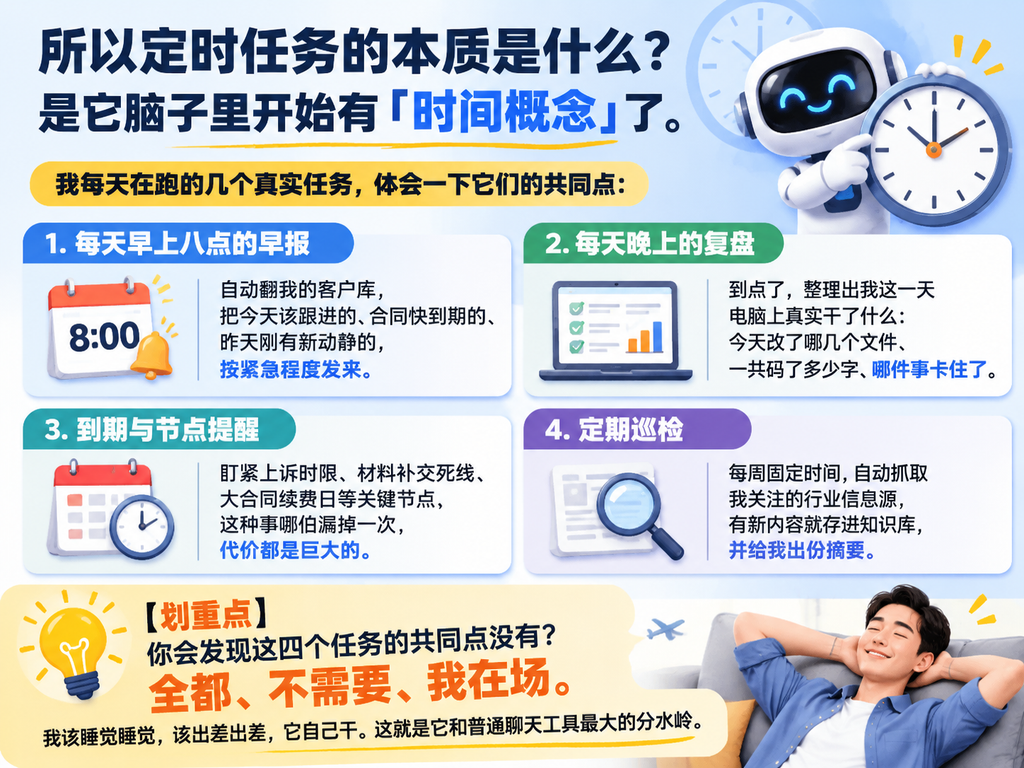 所以定时任务的本质是什么？
是它脑子里开始有「时间概念」了。
我每天在跑的几个真实任务，体会一下它们的共同点：
1. 每天早上八点的早报
8:00
自动翻我的客户库，
把今天该跟进的、合同快到期的、
昨天刚有新动静的，
按紧急程度发来。
2. 每天晚上的复盘
到点了，整理出我这一天
电脑上真实干了什么：
今天改了哪几个文件、
一共码了多少字、哪件事卡住了。
3. 到期与节点提醒
盯紧上诉时限、材料补交死线、
大合同续费日等关键节点，
这种事哪怕漏掉一次，
代价都是巨大的。
4. 定期巡检
每周固定时间，自动抓取
我关注的行业信息源，
有新内容就存进知识库，
并给我出份摘要。
【划重点】
你会发现这四个任务的共同点没有？
全都、不需要、我在场。
我该睡觉睡觉，该出差出差，它自己干。这就是它和普通聊天工具最大的分水岭。